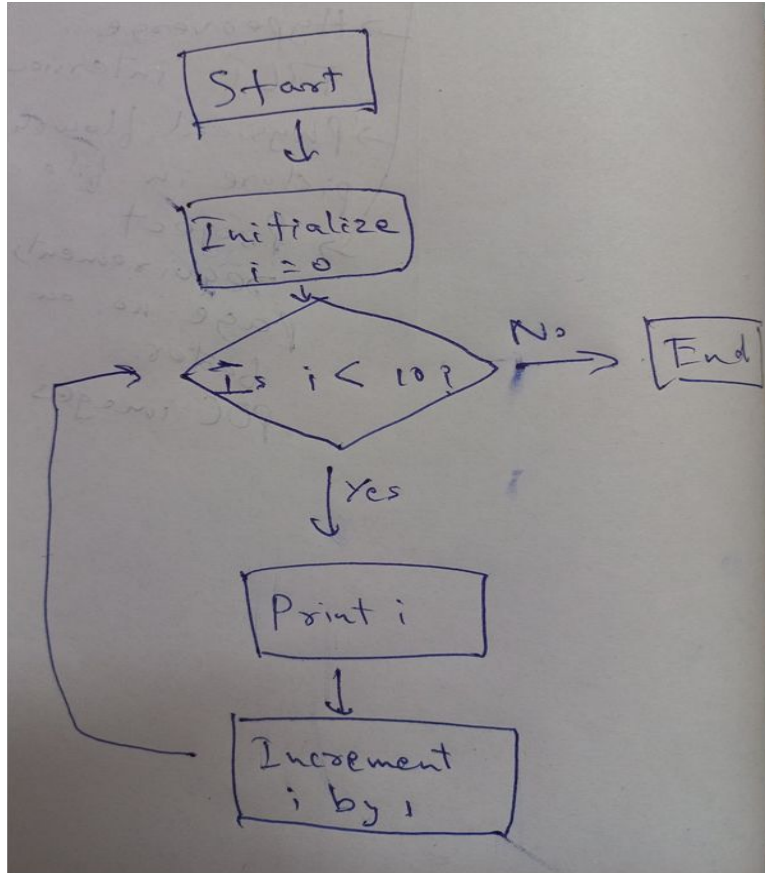 Start
Initialize
i = 0
Is i < 10?
No
End
Yes
Print i
Increment
i by 1